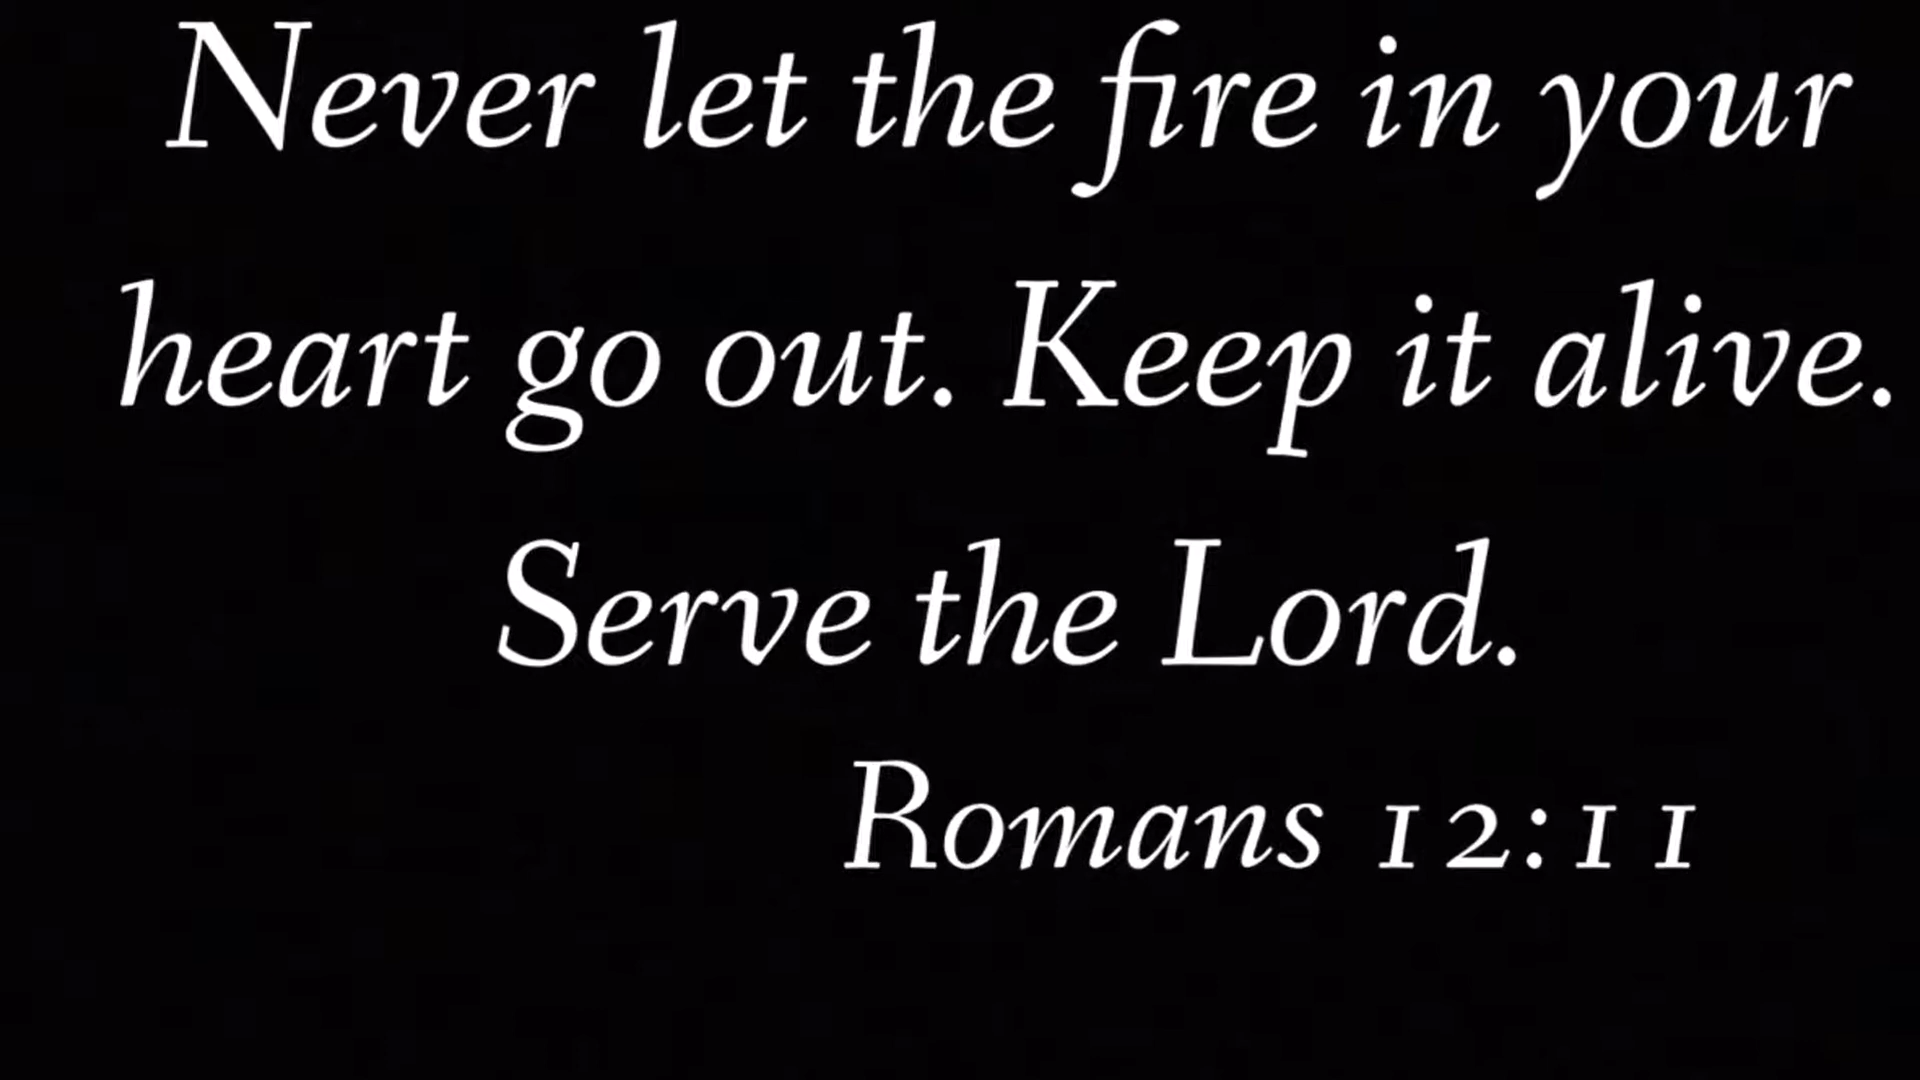 Never let the fire in your
heart go out. Keep it alive.
Serve the Lord.
Romans 12:11